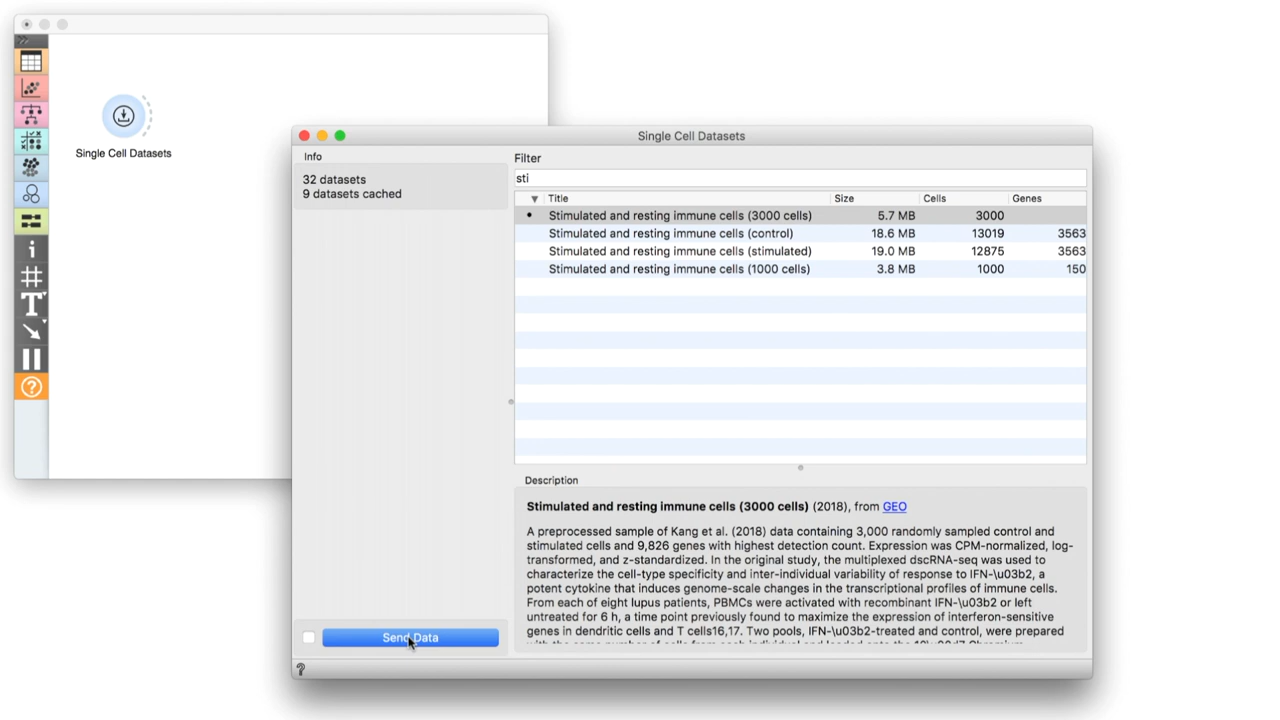 Single Cell Datasets
Single Cell Datasets
Info
32 datasets
9 datasets cached
Filter
sti
Title Size Cells Genes
Stimulated and resting immune cells (3000 cells) 5.7 MB 3000
Stimulated and resting immune cells (control) 18.6 MB 13019 3563
Stimulated and resting immune cells (stimulated) 19.0 MB 12875 3563
Stimulated and resting immune cells (1000 cells) 3.8 MB 1000 150
Description
Stimulated and resting immune cells (3000 cells) (2018), from GEO
A preprocessed sample of Kang et al. (2018) data containing 3,000 randomly sampled control and
stimulated cells and 9,826 genes with highest detection count. Expression was CPM-normalized, log-
transformed, and z-standardized. In the original study, the multiplexed dscRNA-seq was used to
characterize the cell-type specificity and inter-individual variability of response to IFN-\u03b2, a
potent cytokine that induces genome-scale changes in the transcriptional profiles of immune cells.
From each of eight lupus patients, PBMCs were activated with recombinant IFN-\u03b2 or left
untreated for 6 h, a time point previously found to maximize the expression of interferon-sensitive
genes in dendritic cells and T cells16,17. Two pools, IFN-\u03b2-treated and control, were prepared
Send Data